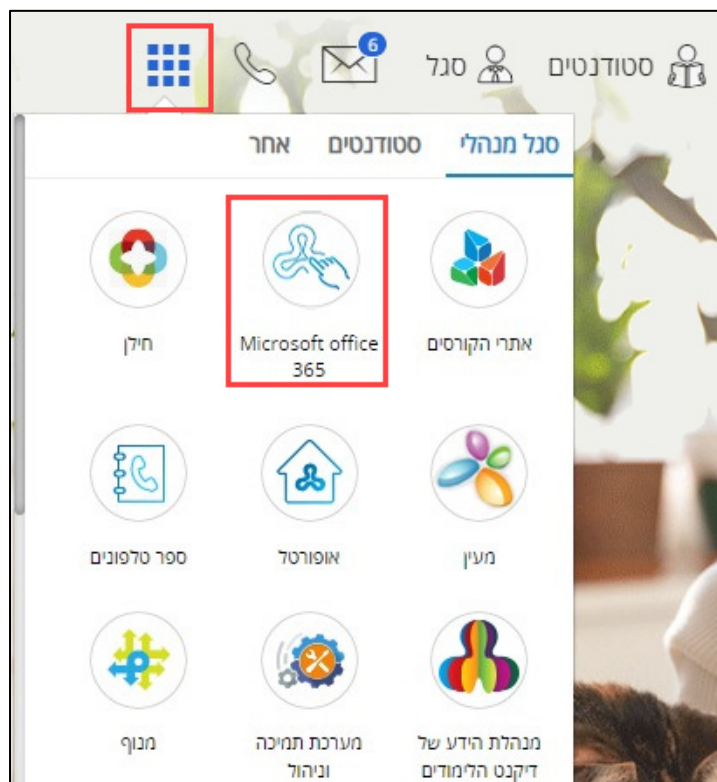 סטודנטים
סגל
6
סגל מנהלי
סטודנטים
אחר
אתרי הקורסים
Microsoft office
365
חילן
מעין
אופורטל
ספר טלפונים
מנהלת הידע של
דיקנט הלימודים
מערכת תמיכה
וניהול
מנוף